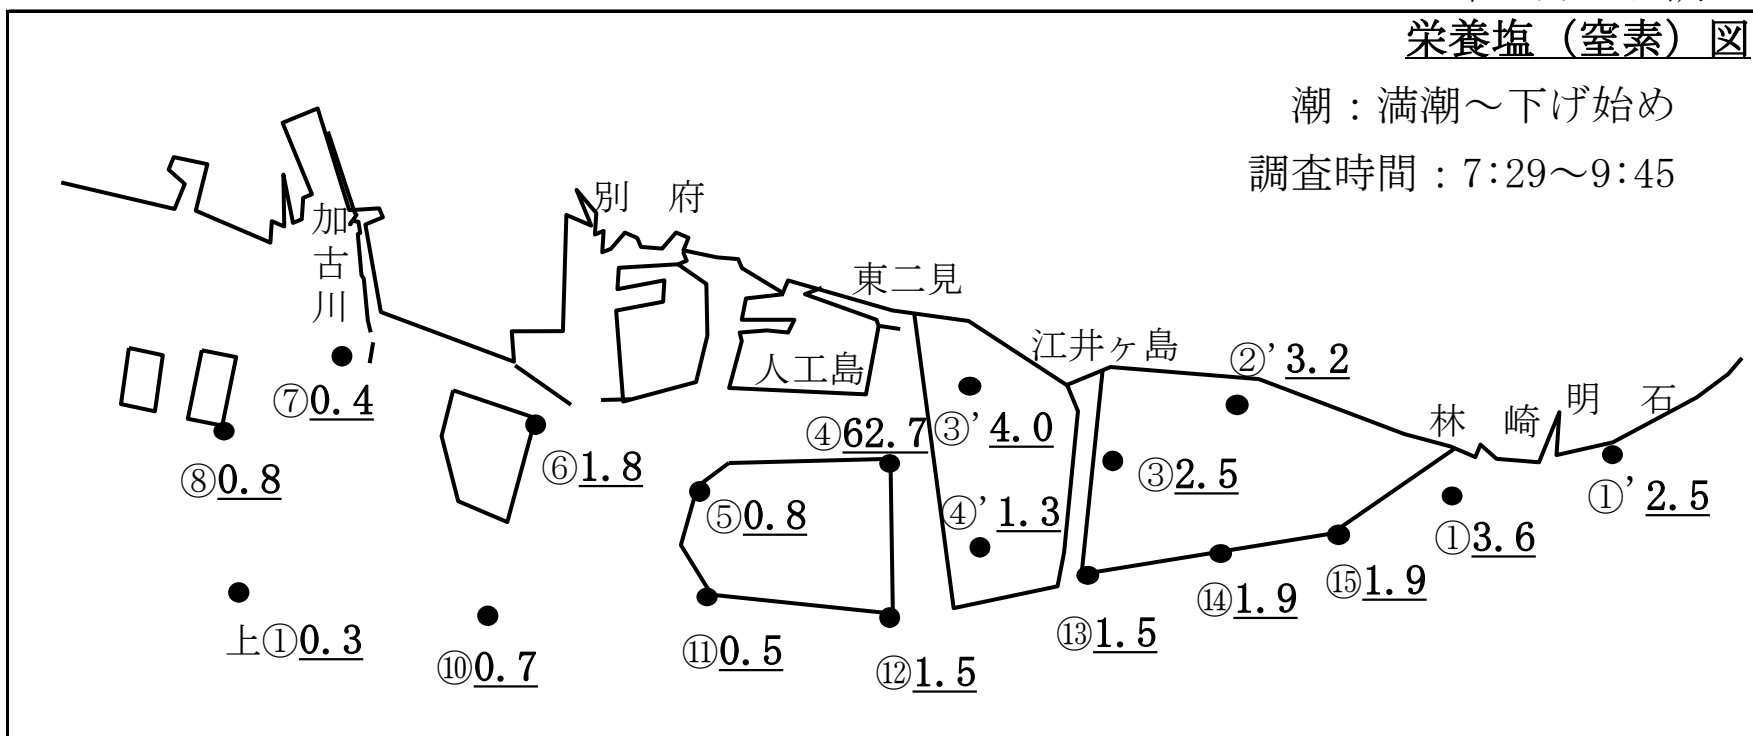 栄養塩（窒素）図
潮：満潮～下げ始め
調査時間：7:29～9:45
別 府
加古川
東二見
江井ヶ島
②' 3.2
人工島
林 崎
明 石
⑦0.4
④62.7
③' 4.0
⑧0.8
⑥1.8
③2.5
①' 2.5
⑤0.8
④' 1.3
①3.6
⑮1.9
⑭1.9
上①0.3
⑬1.5
⑩0.7
⑪0.5
⑫1.5